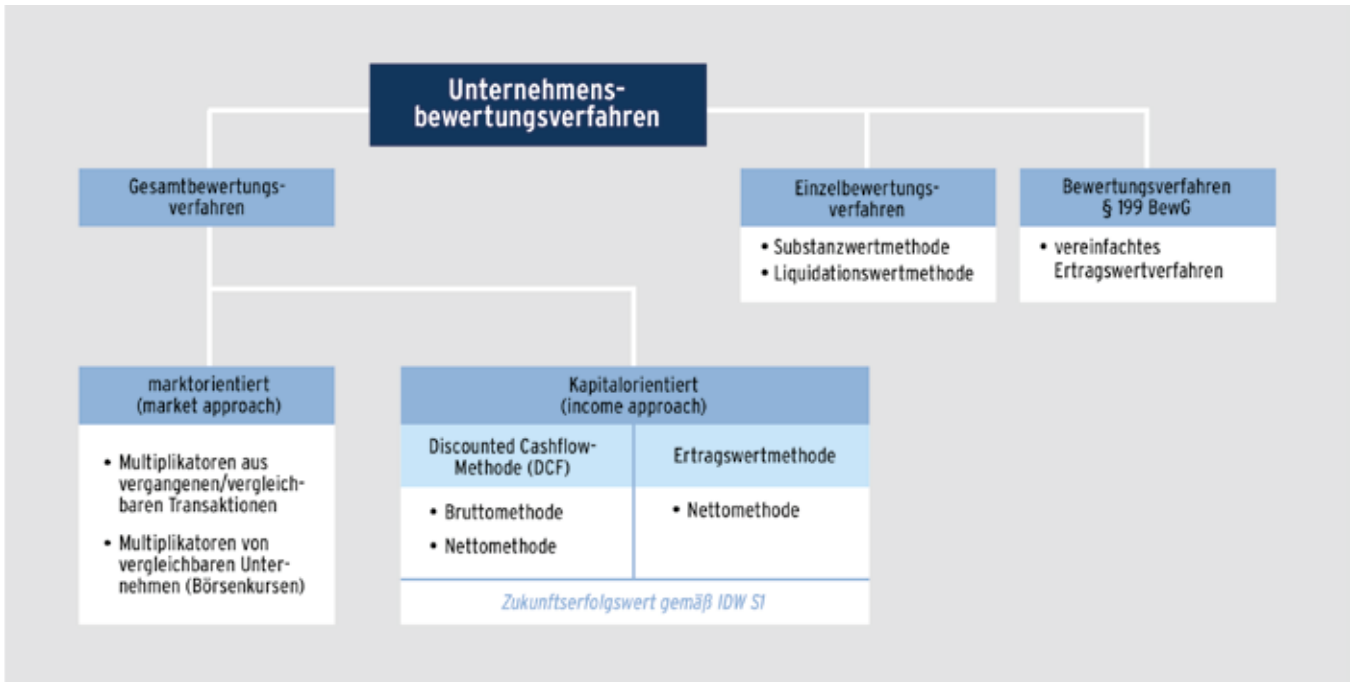 Unternehmens-
bewertungsverfahren
Gesamtbewertungs-
verfahren
Einzelbewertungs-
verfahren
• Substanzwertmethode
• Liquidationswertmethode
Bewertungsverfahren
§ 199 BewG
• vereinfachtes
Ertragswertverfahren
marktorientiert
(market approach)
• Multiplikatoren aus
vergangenen/vergleich-
baren Transaktionen
• Multiplikatoren von
vergleichbaren Unter-
nehmen (Börsenkursen)
Kapitalorientiert
(income approach)
Discounted Cashflow-
Methode (DCF)
• Bruttomethode
• Nettomethode
Ertragswertmethode
• Nettomethode
Zukunftserfolgswert gemäß IDW S1